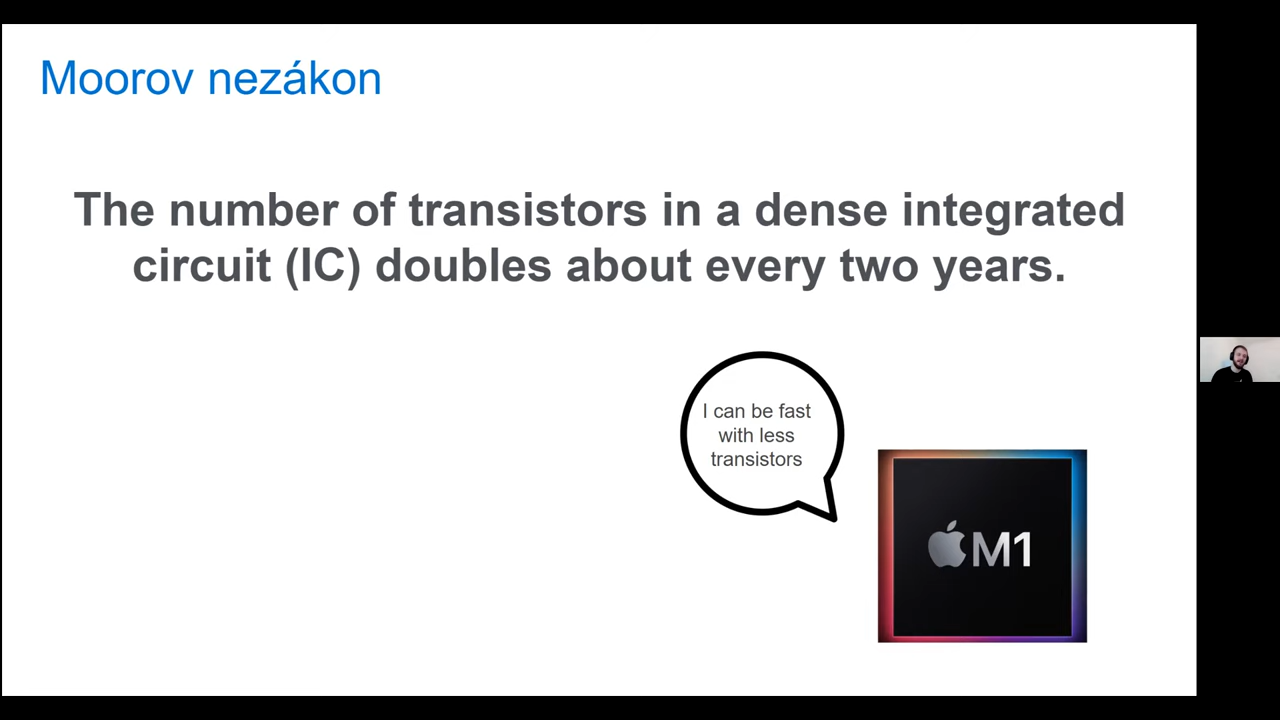 Moorov nezákon
The number of transistors in a dense integrated
circuit (IC) doubles about every two years.
I can be fast
with less
transistors
M1